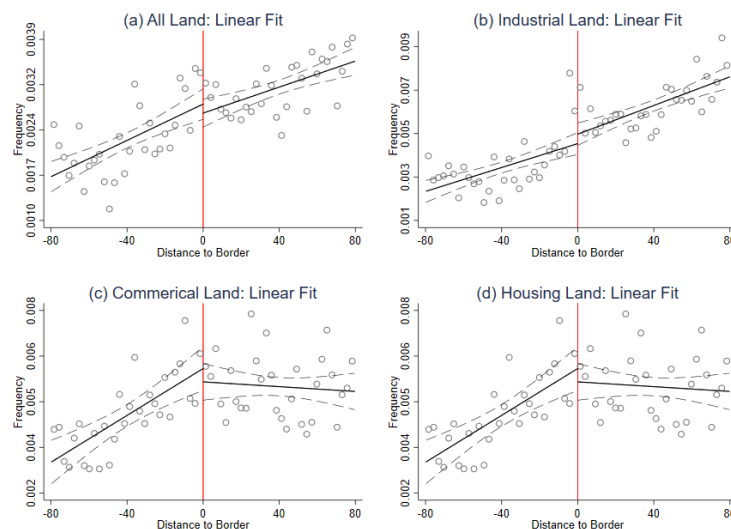 (a) All Land: Linear Fit
Frequency
0.0039
0.0032
0.0024
0.0017
0.0010
-80 -40 0 40 80
Distance to Border
(b) Industrial Land: Linear Fit
Frequency
0.009
0.007
0.005
0.003
0.001
-80 -40 0 40 80
Distance to Border
(c) Commerical Land: Linear Fit
Frequency
0.008
0.006
0.005
0.004
0.002
-80 -40 0 40 80
Distance to Border
(d) Housing Land: Linear Fit
Frequency
0.008
0.006
0.005
0.004
0.002
-80 -40 0 40 80
Distance to Border